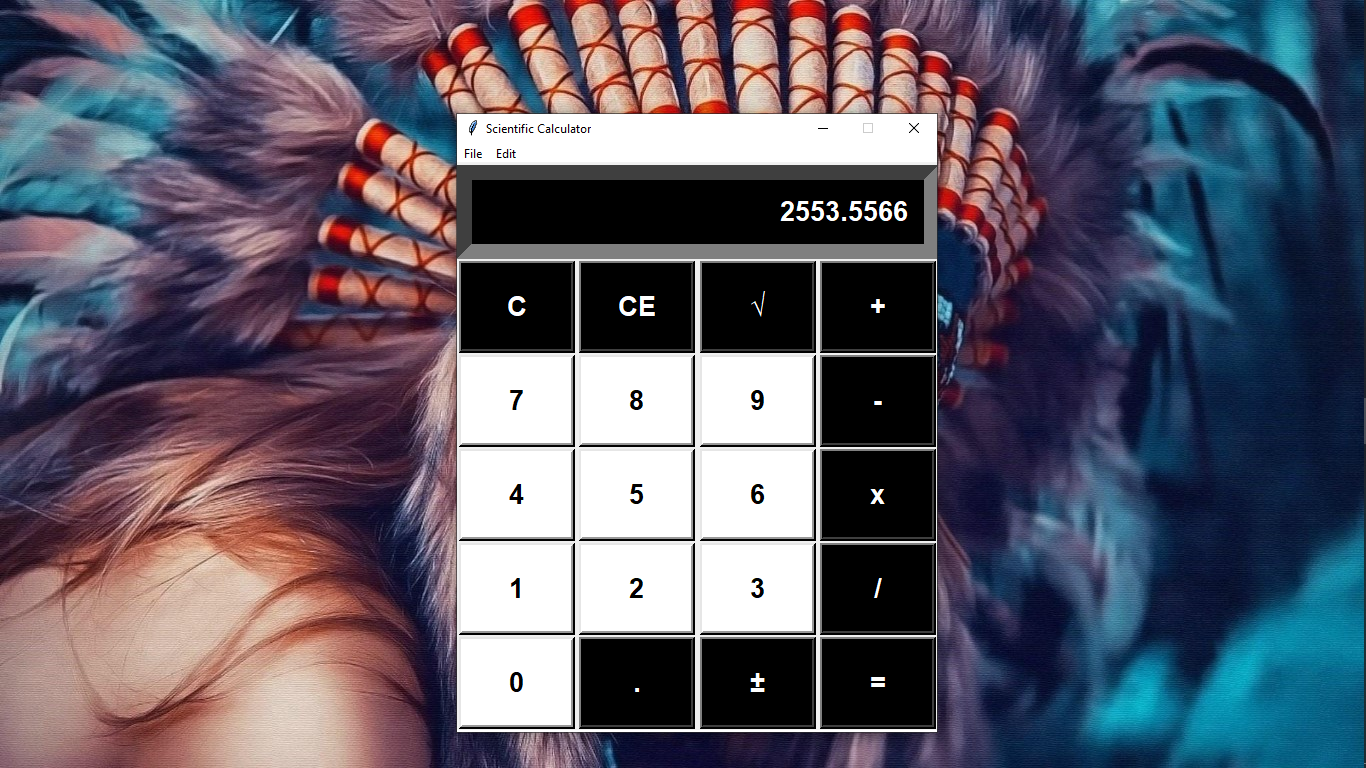 Scientific Calculator
File Edit
2553.5566
C CE √ +
7 8 9 -
4 5 6 x
1 2 3 /
0 . ± =